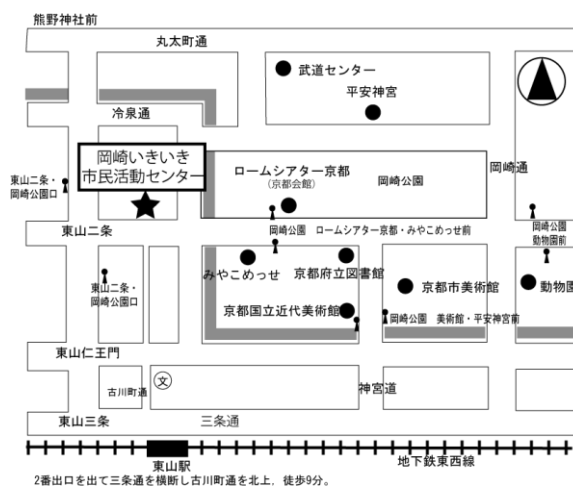 熊野神社前
丸太町通
武道センター
平安神宮
冷泉通
岡崎いきいき
市民活動センター
ロームシアター京都
(京都会館)
岡崎公園
岡崎通
東山二条・
岡崎公園口
東山二条
岡崎公園 ロームシアター京都・みやこめっせ前
岡崎公園
動物園前
みやこめっせ
京都府立図書館
東山二条・
岡崎公園口
京都市美術館
動物園
京都国立近代美術館
岡崎公園 美術館・平安神宮前
東山仁王門
文
古川町通
神宮道
東山三条
三条通
東山駅
地下鉄東西線
2番出口を出て三条通を横断し古川町通を北上，徒歩9分。